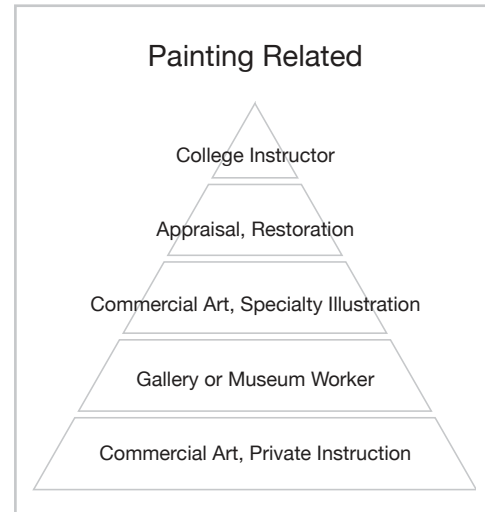 Painting Related
College Instructor
Appraisal, Restoration
Commercial Art, Specialty Illustration
Gallery or Museum Worker
Commercial Art, Private Instruction